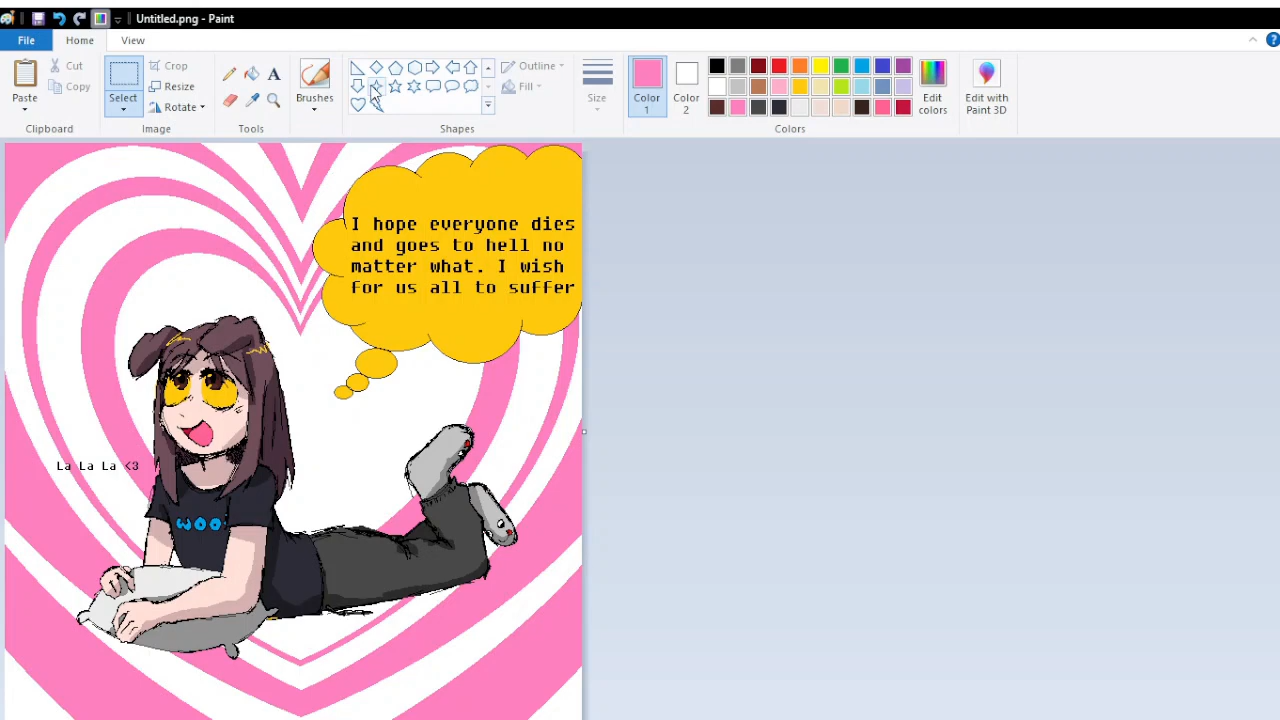 Untitled.png - Paint
File
Home
View
Paste
Cut
Copy
Clipboard
Select
Crop
Resize
Rotate
Image
Tools
Brushes
Outline
Fill
Shapes
Size
Color
1
Color
2
Edit
colors
Colors
Edit with
Paint 3D
I hope everyone dies
and goes to hell no
matter what. I wish
for us all to suffer
La La La <3
WOO